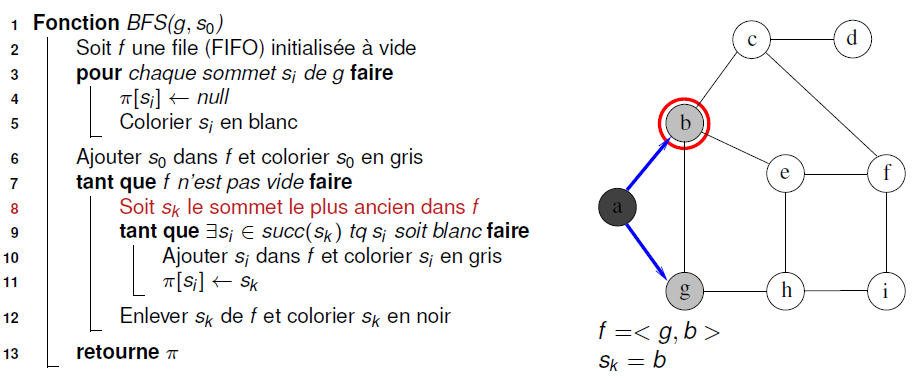 1 Fonction BFS(g, s₀)
2 Soit f une file (FIFO) initialisée à vide
3 pour chaque sommet sᵢ de g faire
4 π[sᵢ] ← null
5 Colorier sᵢ en blanc
6 Ajouter s₀ dans f et colorier s₀ en gris
7 tant que f n'est pas vide faire
8 Soit sₖ le sommet le plus ancien dans f
9 tant que ∃sᵢ ∈ succ(sₖ) tq sᵢ soit blanc faire
10 Ajouter sᵢ dans f et colorier sᵢ en gris
11 π[sᵢ] ← sₖ
12 Enlever sₖ de f et colorier sₖ en noir
13 retourne π
c d
b
e f
a
g h i
f =< g, b >
sₖ = b